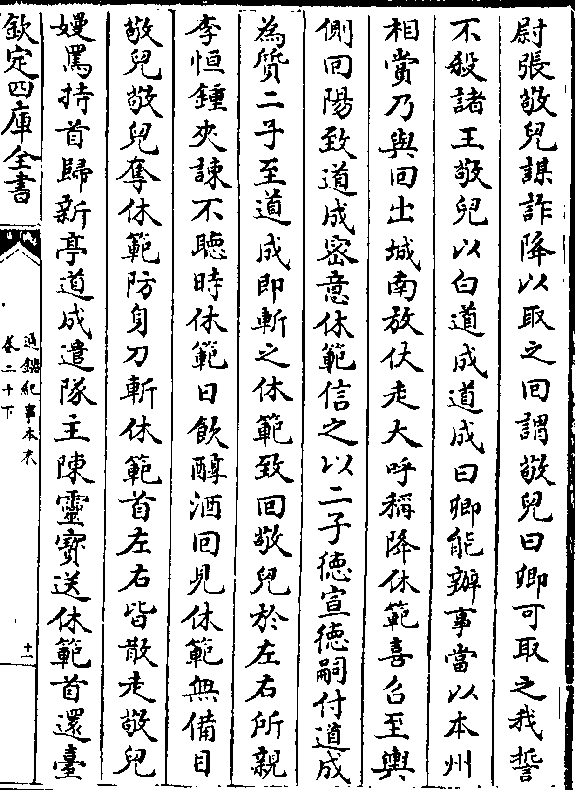 尉張敬兒謀詐降以取之回謂敬兒曰卿可取之我誓
不殺諸王敬兒以白道成道成曰卿能辦事當以本州
相賞乃與回出城南放仗走大呼稱降休範喜召至輿
側回陽致道成密意休範信之以二子德宣德嗣付道成
為質二子至道成即斬之休範致回敬兒於左右所親
李恒鍾爽諫不聽時休範日飲醇酒回見休範無備目
敬兒敬兒奪休範防身刀斬休範首左右皆散走敬兒
嫚罵持首歸新亭道成遣隊主陳靈寳送休範首還臺
欽定四庫全書
通鑑紀事本末
卷二十下
十一